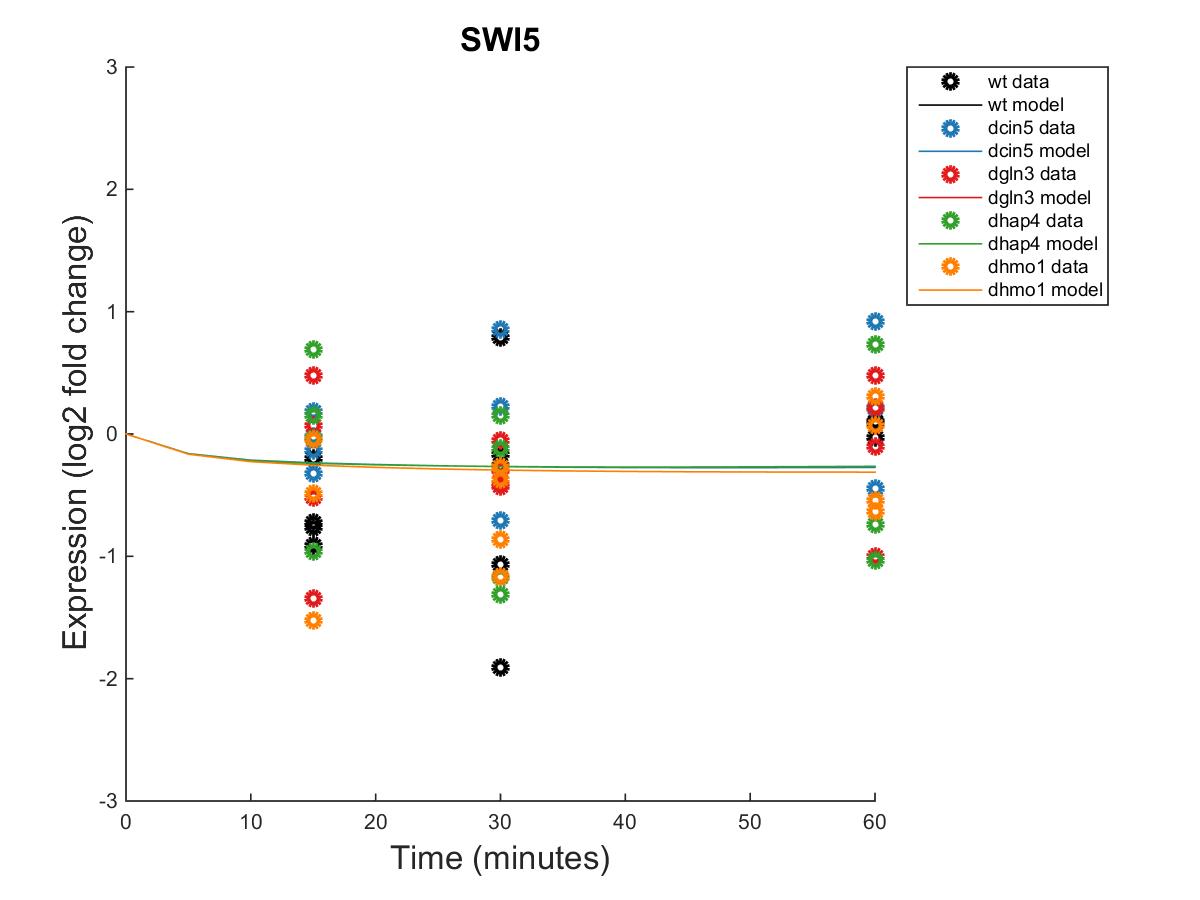 SWI5
Expression (log2 fold change)
3
2
1
0
-1
-2
-3
0 10 20 30 40 50 60
Time (minutes)
wt data
wt model
dcin5 data
dcin5 model
dgln3 data
dgln3 model
dhap4 data
dhap4 model
dhmo1 data
dhmo1 model